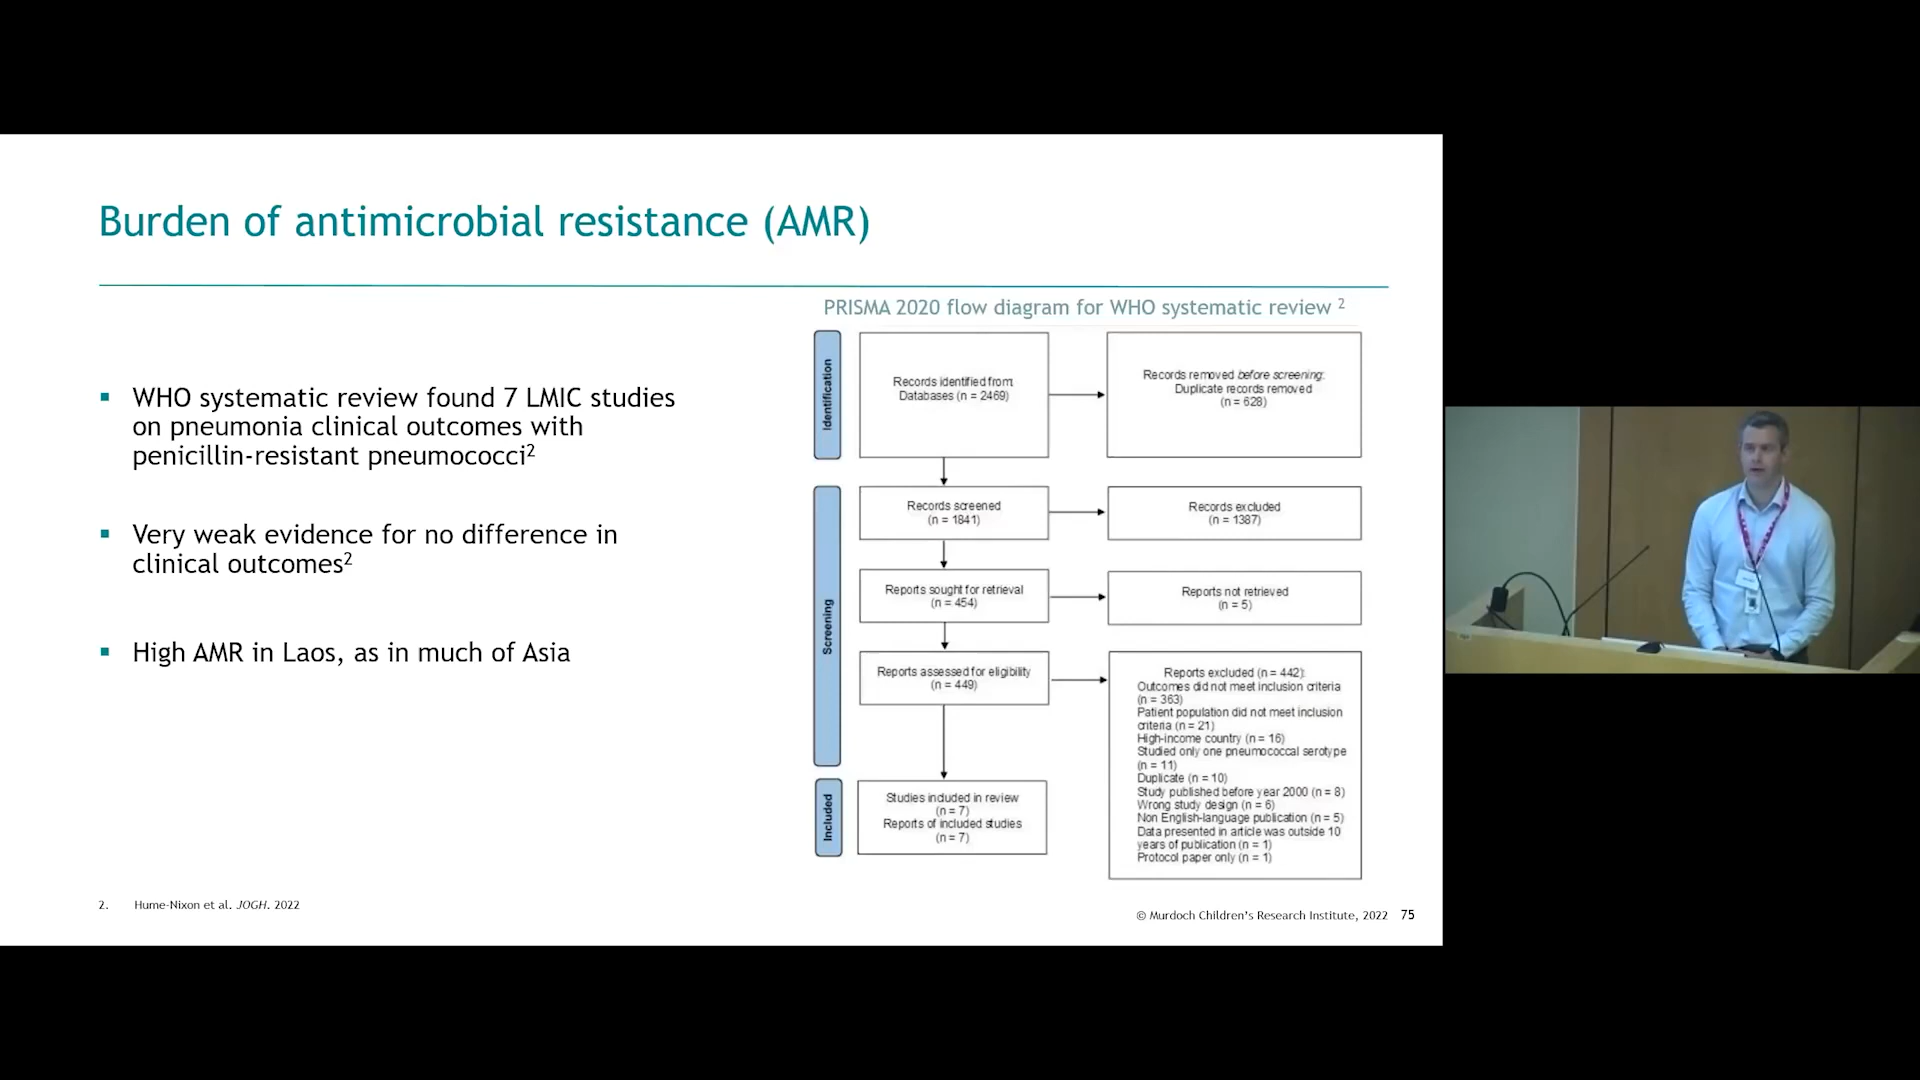 Burden of antimicrobial resistance (AMR)
▪ WHO systematic review found 7 LMIC studies
on pneumonia clinical outcomes with
penicillin-resistant pneumococci2
▪ Very weak evidence for no difference in
clinical outcomes2
▪ High AMR in Laos, as in much of Asia
PRISMA 2020 flow diagram for WHO systematic review 2
Identification
Records identified from:
Databases (n = 2469)
Records removed before screening:
Duplicate records removed
(n = 628)
Screening
Records screened
(n = 1841)
Records excluded
(n = 1387)
Reports sought for retrieval
(n = 454)
Reports not retrieved
(n = 5)
Reports assessed for eligibility
(n = 449)
Reports excluded (n = 442):
Outcomes did not meet inclusion criteria
(n = 363)
Patient population did not meet inclusion
criteria (n = 21)
High-income country (n = 16)
Studied only one pneumococcal serotype
(n = 11)
Duplicate (n = 10)
Study published before year 2000 (n = 8)
Wrong study design (n = 6)
Non English-language publication (n = 5)
Data presented in article was outside 10
years of publication (n = 1)
Protocol paper only (n = 1)
Included
Studies included in review
(n = 7)
Reports of included studies
(n = 7)
2. Hume-Nixon et al. JOGH. 2022
© Murdoch Children's Research Institute, 2022 75